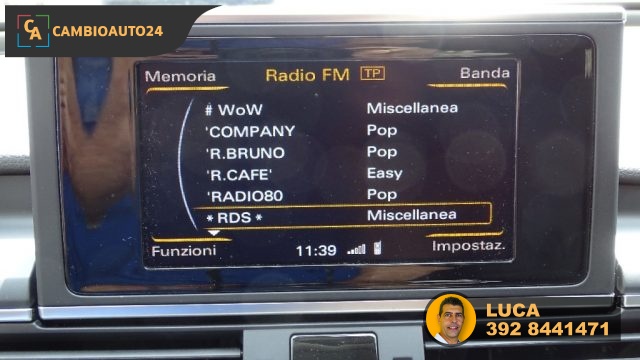 CA CAMBIOAUTO24
Memoria Radio FM TP Banda
# WoW Miscellanea
'COMPANY Pop
'R.BRUNO Pop
'R.CAFE' Easy
'RADIO80 Pop
* RDS * Miscellanea
Funzioni 11:39 Impostaz.
LUCA
392 8441471